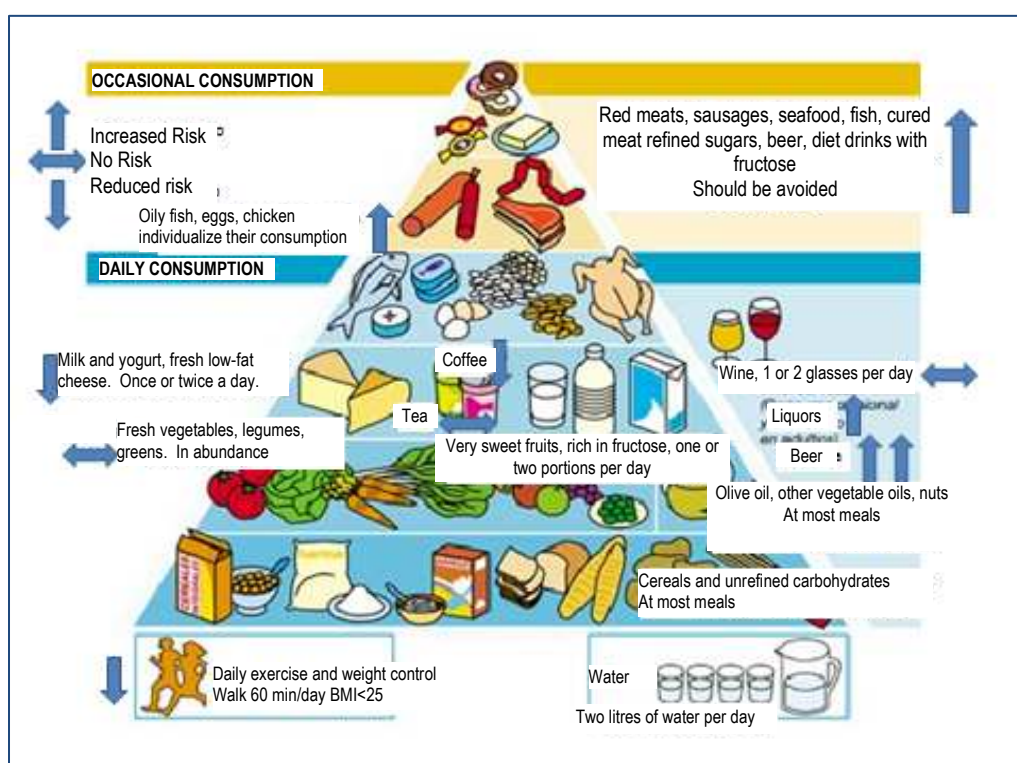 OCCASIONAL CONSUMPTION
Increased Risk
No Risk
Reduced risk
Oily fish, eggs, chicken
individualize their consumption
Red meats, sausages, seafood, fish, cured
meat refined sugars, beer, diet drinks with
fructose
Should be avoided
DAILY CONSUMPTION
Milk and yogurt, fresh low-fat
cheese. Once or twice a day.
Coffee
Wine, 1 or 2 glasses per day
Tea
Liquors
Fresh vegetables, legumes,
greens. In abundance
Very sweet fruits, rich in fructose, one or
two portions per day
Beer
Olive oil, other vegetable oils, nuts
At most meals
CEREALES
Cereals and unrefined carbohydrates
At most meals
Daily exercise and weight control
Walk 60 min/day BMI<25
Water
Two litres of water per day